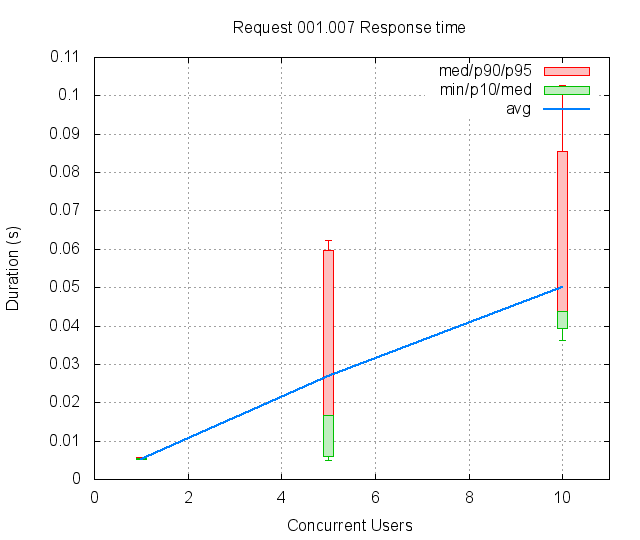 Request 001.007 Response time
0.11
0.1
0.09
0.08
0.07
0.06
0.05
0.04
0.03
0.02
0.01
0
0 2 4 6 8 10
Duration (s)
Concurrent Users
med/p90/p95
min/p10/med
avg